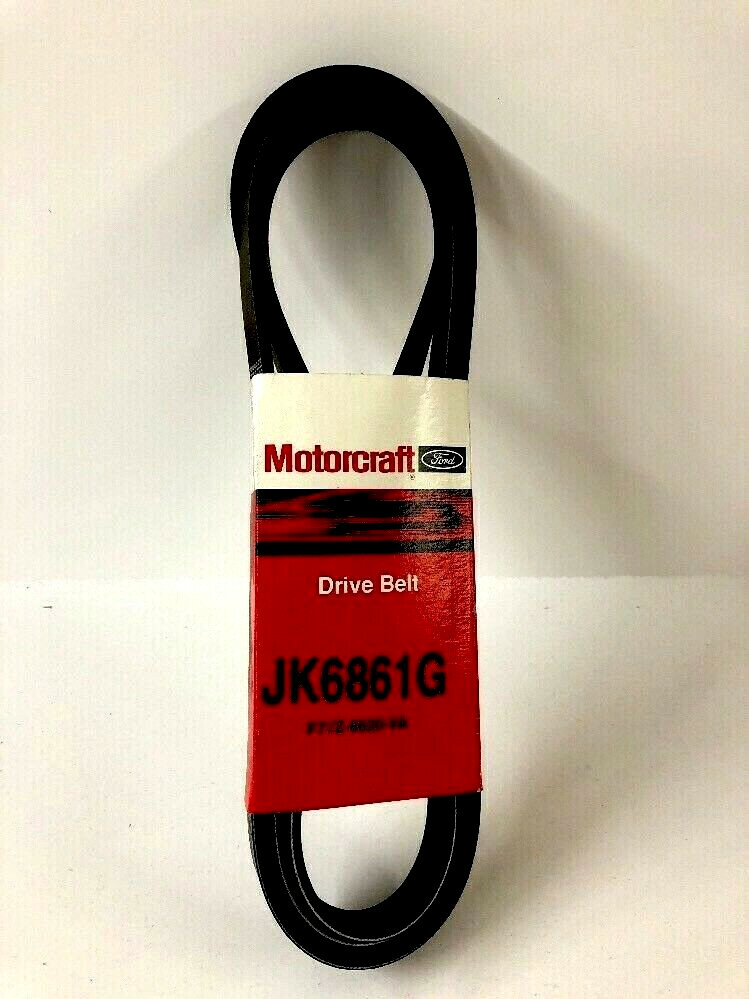 Motorcraft Ford
®
Drive Belt
JK6861G